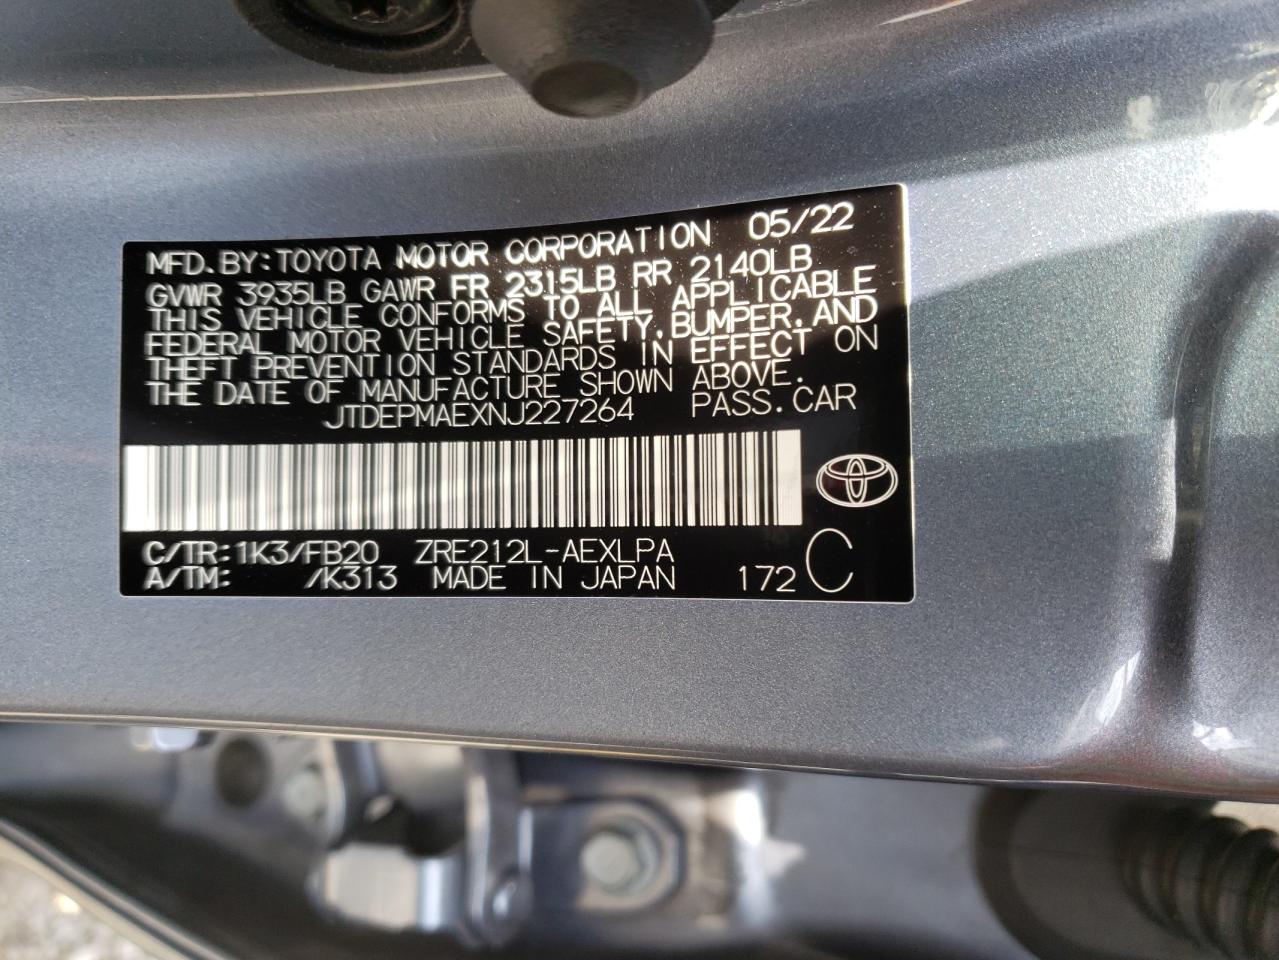 MFD.BY:TOYOTA MOTOR CORPORATION 05/22
GVWR 3935LB GAWR FR 2315LB RR 2140LB
THIS VEHICLE CONFORMS TO ALL APPLICABLE
FEDERAL MOTOR VEHICLE SAFETY,BUMPER,AND
THEFT PREVENTION STANDARDS IN EFFECT ON
THE DATE OF MANUFACTURE SHOWN ABOVE.
JTDEPMAEXNJ227264 PASS.CAR
C/TR:1K3/FB20 ZRE212L-AEXLPA
A/TM: /K313 MADE IN JAPAN 172 C